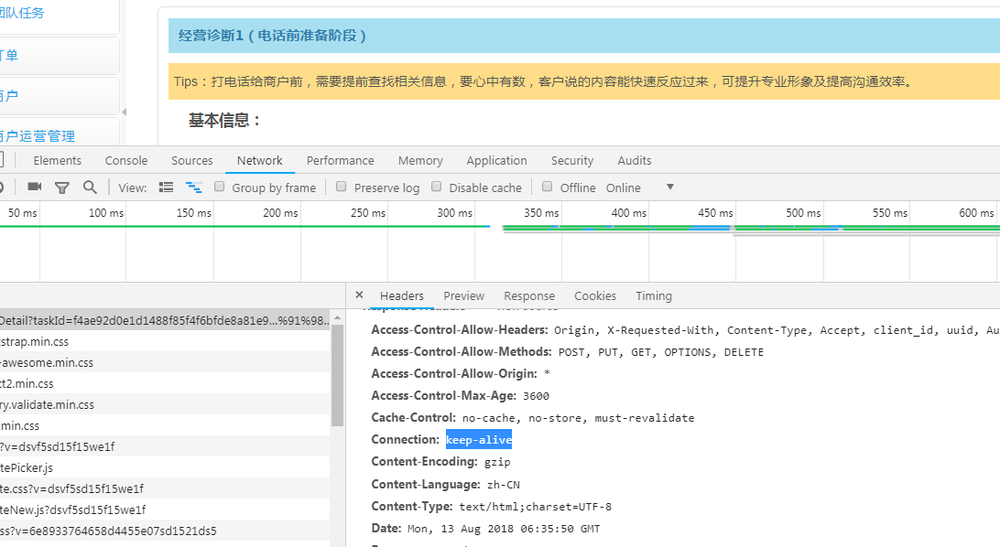 团队任务
订单
商户
商户运营管理
经营诊断1（电话前准备阶段）
Tips：打电话给商户前，需要提前查找相关信息，要心中有数，客户说的内容能快速反应过来，可提升专业形象及提高沟通效率。
基本信息：
Elements Console Sources Network Performance Memory Application Security Audits
View: Group by frame Preserve log Disable cache Offline Online
50 ms 100 ms 150 ms 200 ms 250 ms 300 ms 350 ms 400 ms 450 ms 500 ms 550 ms 600 ms
× Headers Preview Response Cookies Timing
Detail?taskId=f4ae92d0e1d1488f85f4f6bfde8a81e9...%91%98..
strap.min.css
-awesome.min.css
ct2.min.css
ry.validate.min.css
.min.css
?v=dsvf5sd15f15we1f
tePicker.js
te.css?v=dsvf5sd15f15we1f
teNew.js?dsvf5sd15f15we1f
ss?v=6e8933764658d4455e07sd1521ds5
Access-Control-Allow-Headers: Origin, X-Requested-With, Content-Type, Accept, client_id, uuid, Au
Access-Control-Allow-Methods: POST, PUT, GET, OPTIONS, DELETE
Access-Control-Allow-Origin: *
Access-Control-Max-Age: 3600
Cache-Control: no-cache, no-store, must-revalidate
Connection: keep-alive
Content-Encoding: gzip
Content-Language: zh-CN
Content-Type: text/html;charset=UTF-8
Date: Mon, 13 Aug 2018 06:35:50 GMT